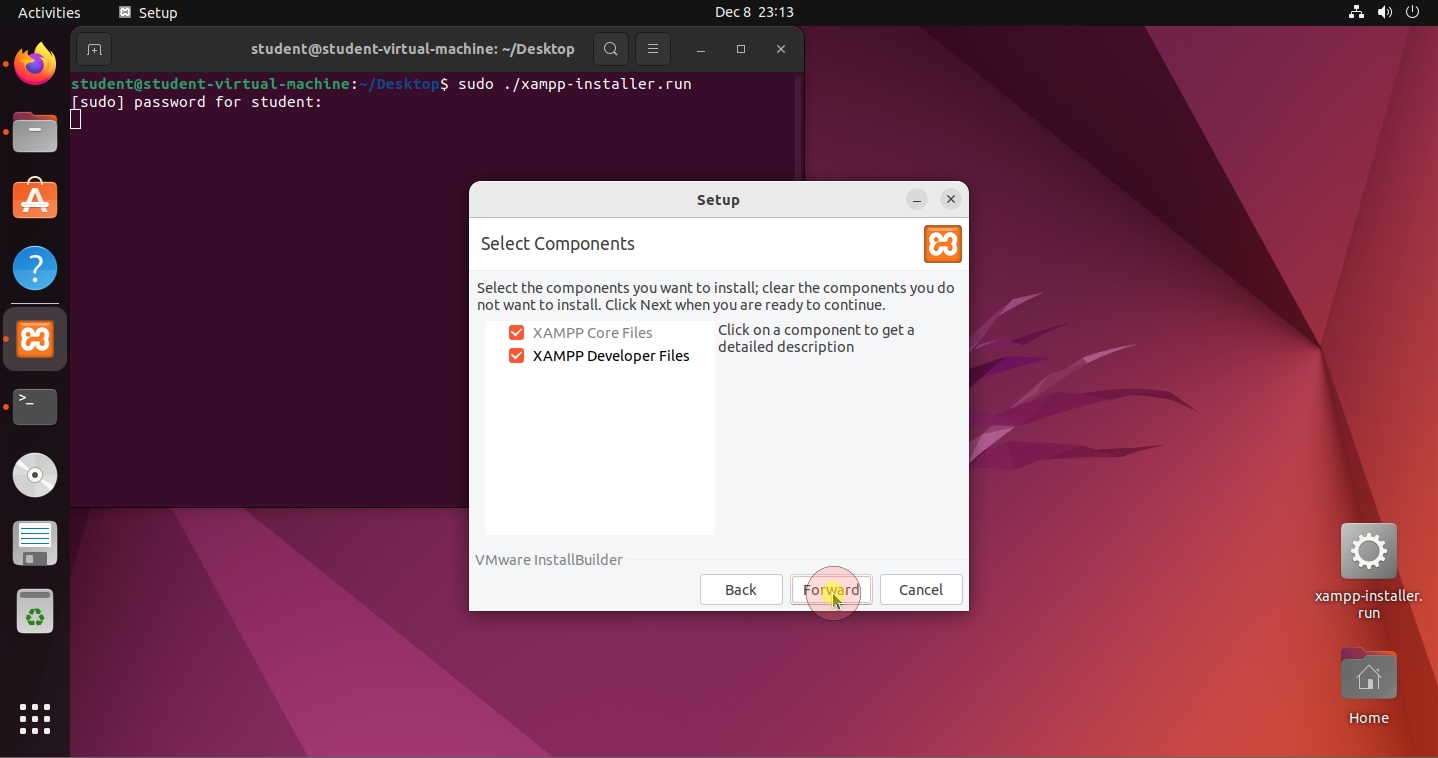 Activities
Setup
Dec 8 23:13
student@student-virtual-machine: ~/Desktop
student@student-virtual-machine:~/Desktop$ sudo ./xampp-installer.run
[sudo] password for student:
Setup
Select Components
Select the components you want to install; clear the components you do
not want to install. Click Next when you are ready to continue.
XAMPP Core Files
XAMPP Developer Files
Click on a component to get a
detailed description
VMware InstallBuilder
Back
Forward
Cancel
xampp-installer.
run
Home